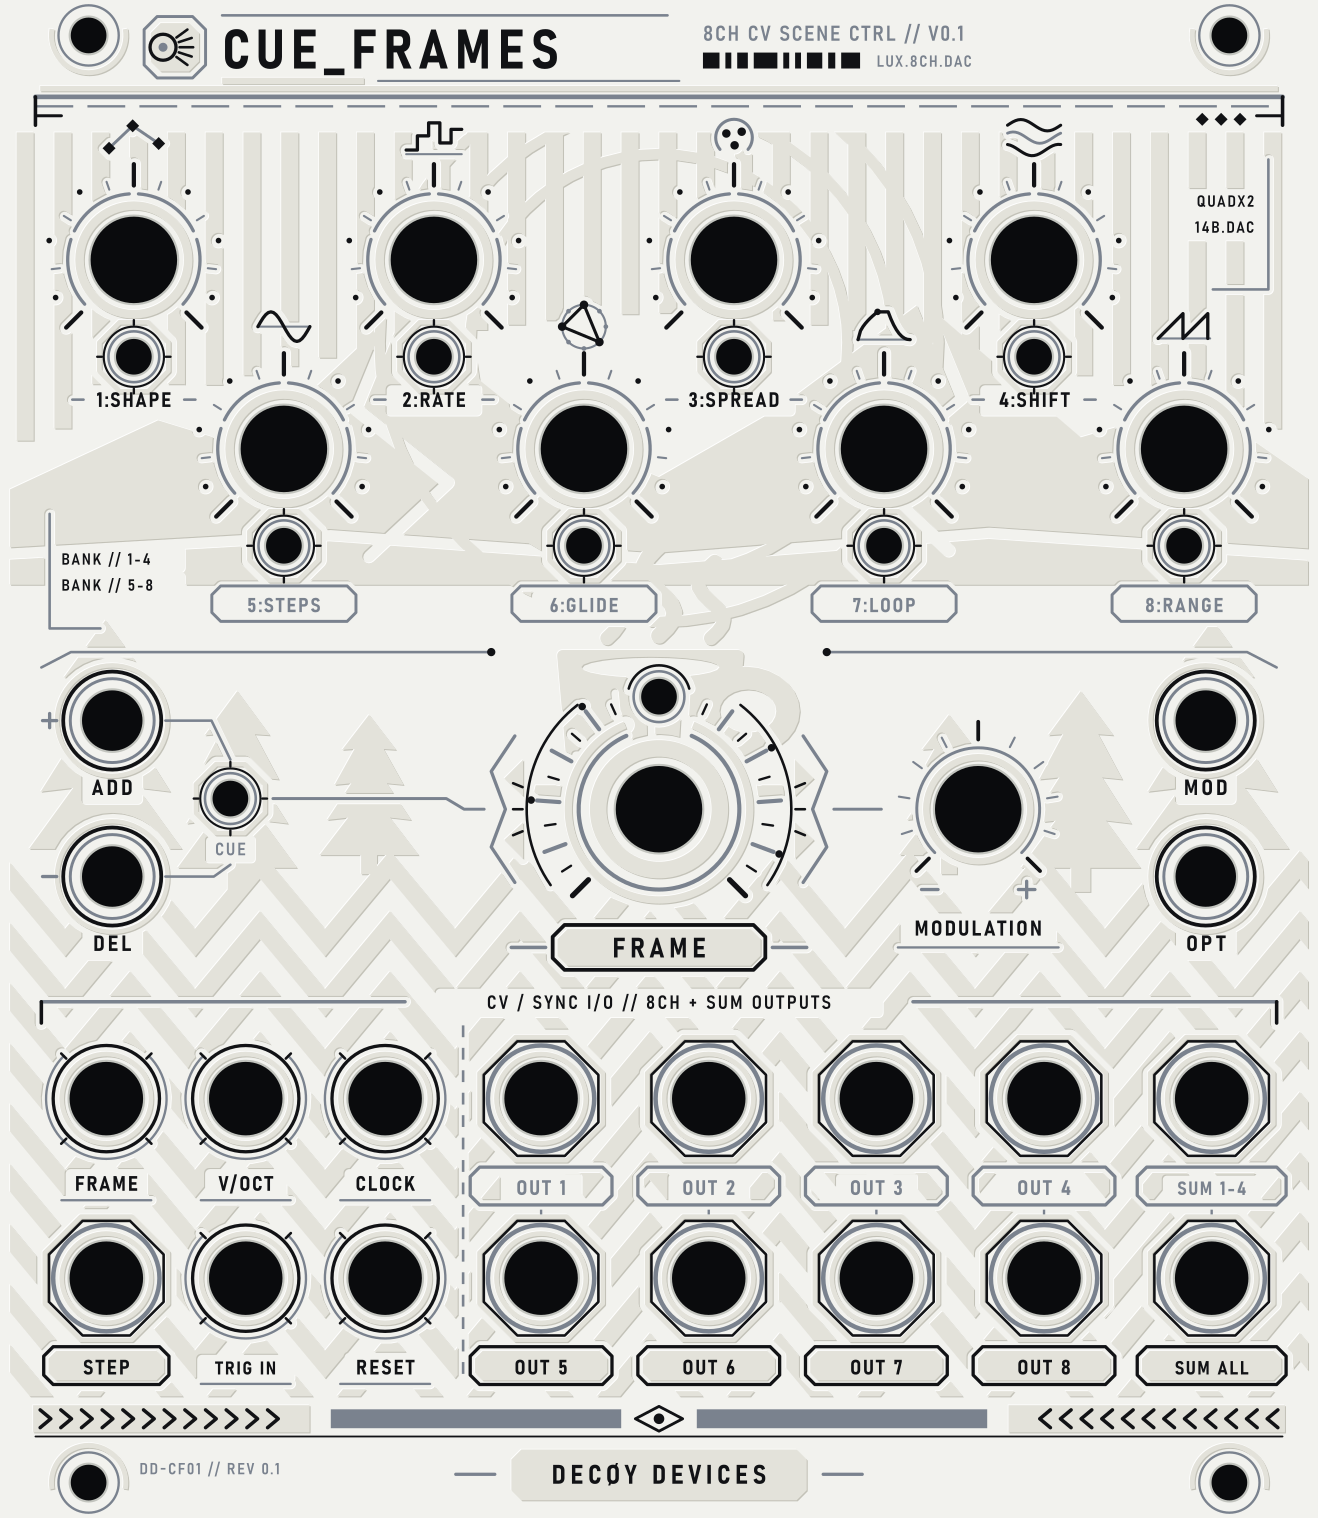 CUE_FRAMES
8CH CV SCENE CTRL // V0.1
LUX.8CH.DAC
QUADX2
14B.DAC
1:SHAPE
2:RATE
3:SPREAD
4:SHIFT
BANK // 1-4
BANK // 5-8
5:STEPS
6:GLIDE
7:LOOP
8:RANGE
+
ADD
MOD
CUE
−
− +
DEL
FRAME
MODULATION
OPT
CV / SYNC I/O // 8CH + SUM OUTPUTS
FRAME
V/OCT
CLOCK
OUT 1
OUT 2
OUT 3
OUT 4
SUM 1-4
STEP
TRIG IN
RESET
OUT 5
OUT 6
OUT 7
OUT 8
SUM ALL
DD-CF01 // REV 0.1
DECØY DEVICES